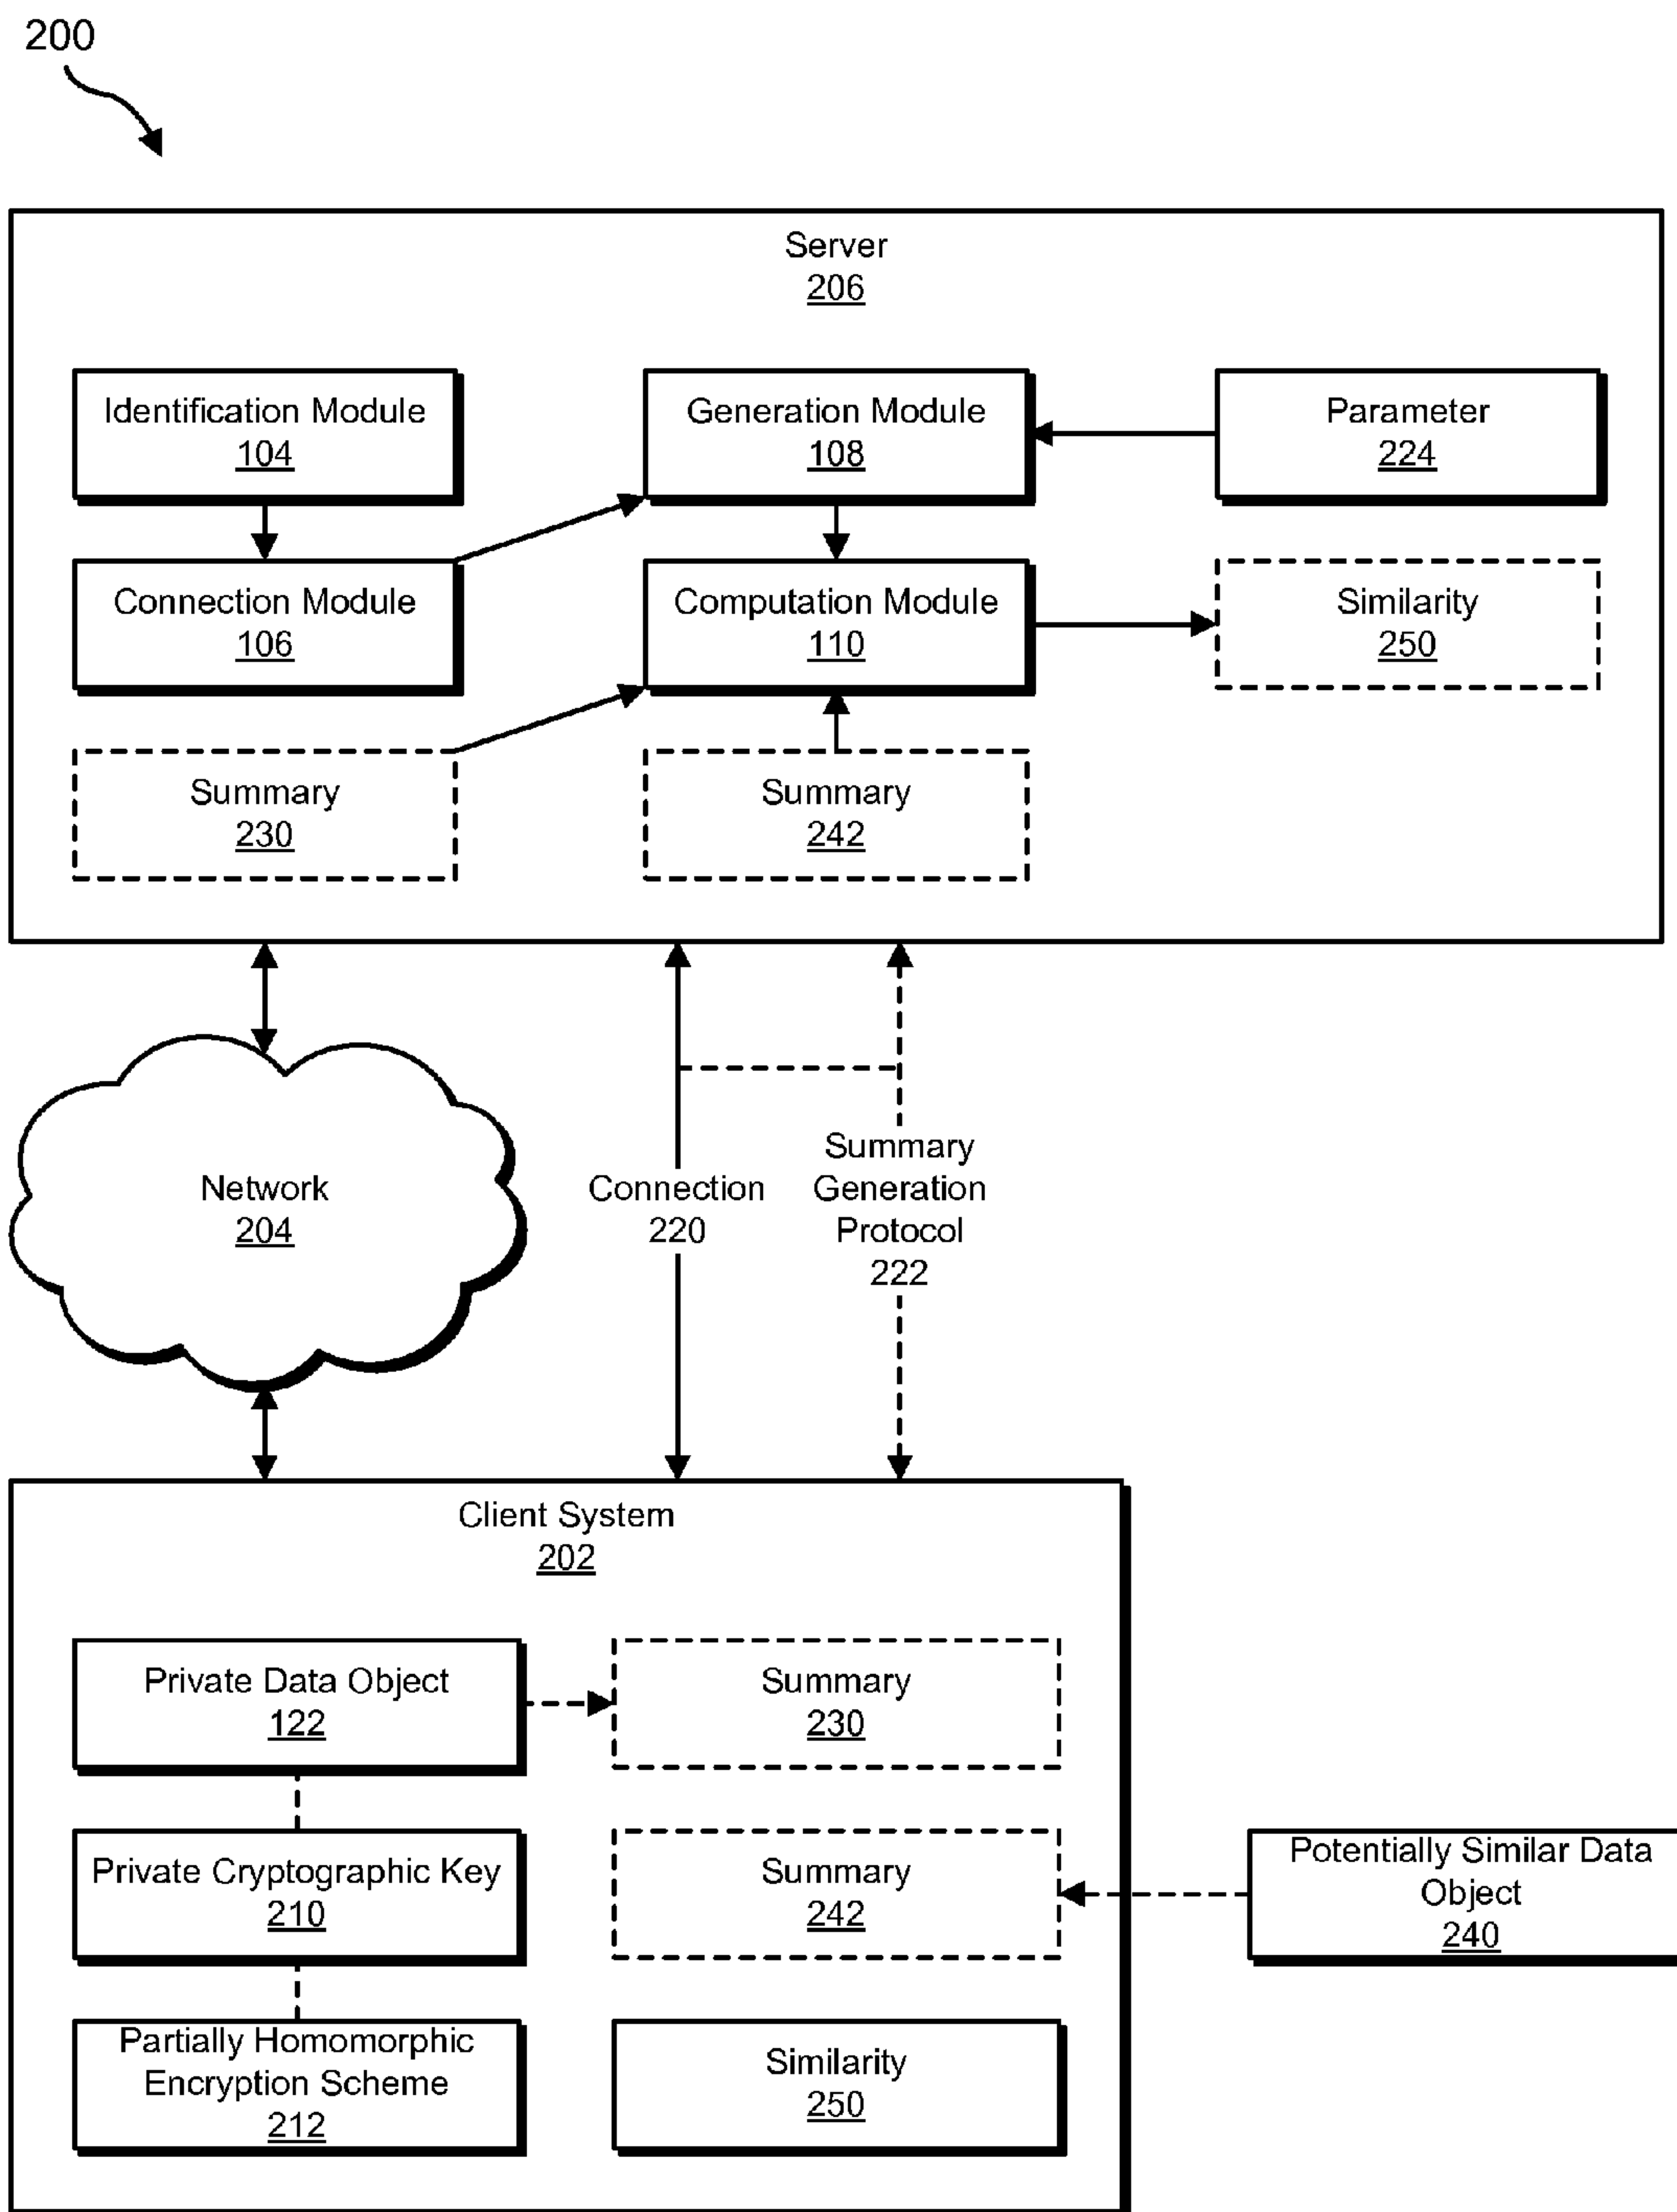 200
Server
206
Identification Module
104
Generation Module
108
Parameter
224
Connection Module
106
Computation Module
110
Similarity
250
Summary
230
Summary
242
Network
204
Connection
220
Summary
Generation
Protocol
222
Client System
202
Private Data Object
122
Summary
230
Private Cryptographic Key
210
Summary
242
Potentially Similar Data
Object
240
Partially Homomorphic
Encryption Scheme
212
Similarity
250